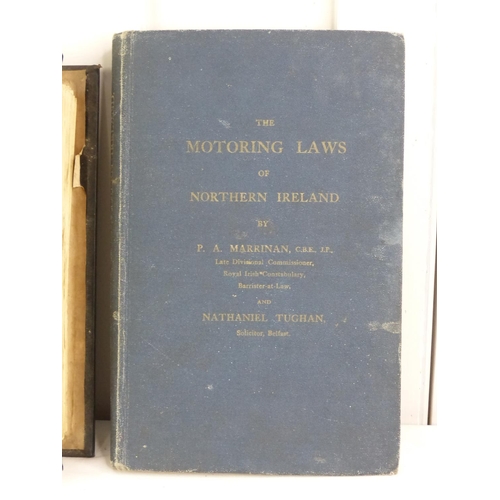 THE
MOTORING LAWS
OF
NORTHERN IRELAND
BY
P. A. MARRINAN, C.B.E., J.P.,
Late Divisional Commissioner,
Royal Irish Constabulary,
Barrister-at-Law,
AND
NATHANIEL TUGHAN,
Solicitor, Belfast.